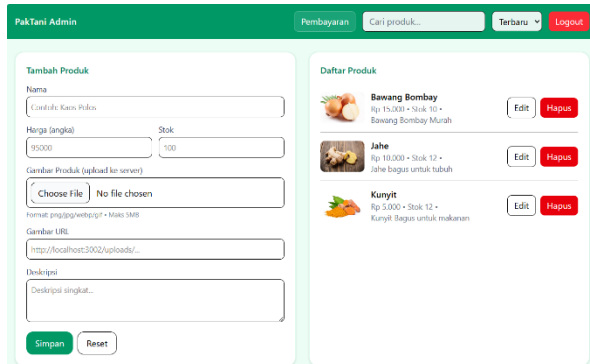 PakTani Admin
Pembayaran
Cari produk...
Terbaru
Logout
Tambah Produk
Nama
Contoh: Kaos Polos
Harga (angka)
Stok
95000
100
Gambar Produk (upload ke server)
Choose File No file chosen
Format: png/jpg/webp/gif • Maks 5MB
Gambar URL
http://localhost:3002/uploads/...
Deskripsi
Deskripsi singkat...
Simpan
Reset
Daftar Produk
Bawang Bombay
Rp 15.000 • Stok 10 •
Bawang Bombay Murah
Edit
Hapus
Jahe
Rp 10.000 • Stok 12 •
Jahe bagus untuk tubuh
Edit
Hapus
Kunyit
Rp 5.000 • Stok 12 •
Kunyit Bagus untuk makanan
Edit
Hapus